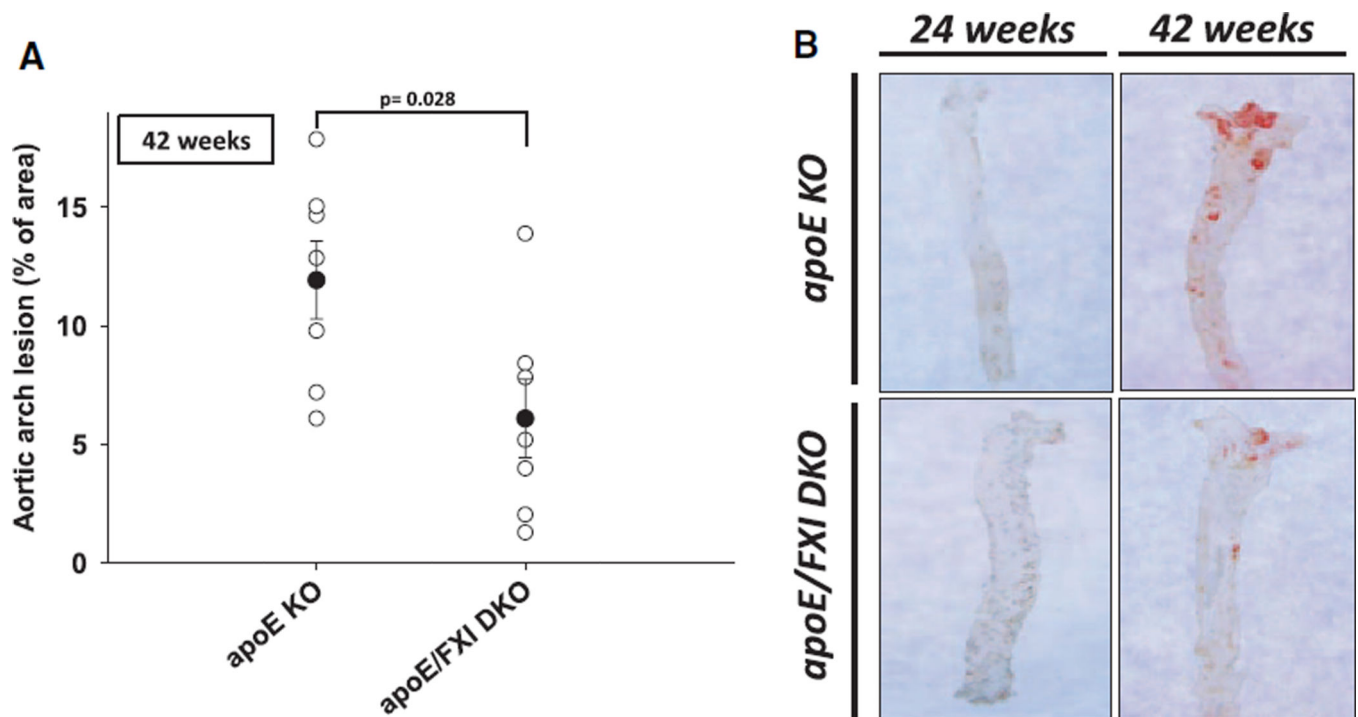 A
42 weeks
p= 0.028
Aortic arch lesion (% of area)
15
10
5
0
apoE KO
apoE/FXI DKO
B
24 weeks
42 weeks
apoE KO
apoE/FXI DKO